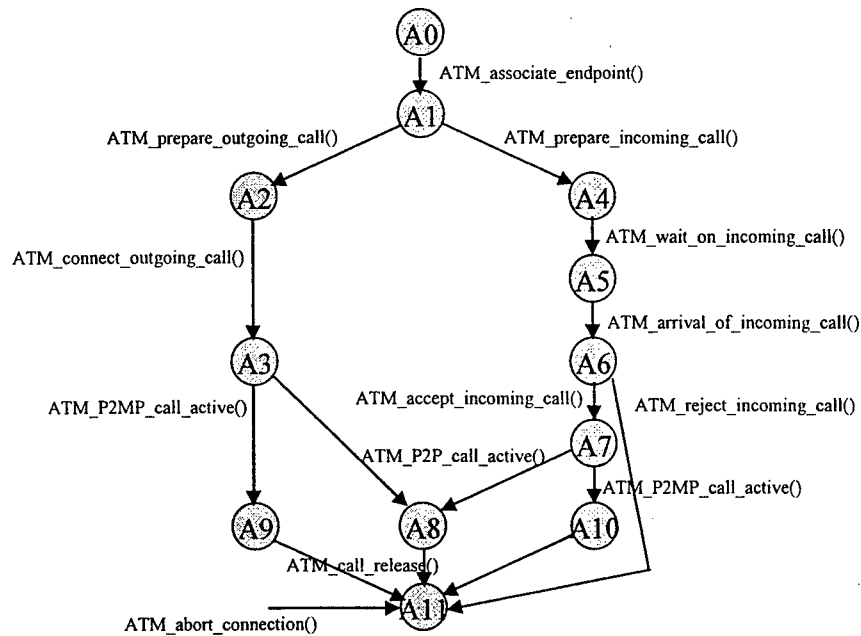 A0
ATM_associate_endpoint()
A1
ATM_prepare_outgoing_call()
ATM_prepare_incoming_call()
A2
A4
ATM_wait_on_incoming_call()
ATM_connect_outgoing_call()
A5
ATM_arrival_of_incoming_call()
A3
A6
ATM_accept_incoming_call()
ATM_P2MP_call_active()
ATM_reject_incoming_call()
A7
ATM_P2P_call_active()
ATM_P2MP_call_active()
A9
A8
A10
ATM_call_release()
A11
ATM_abort_connection()